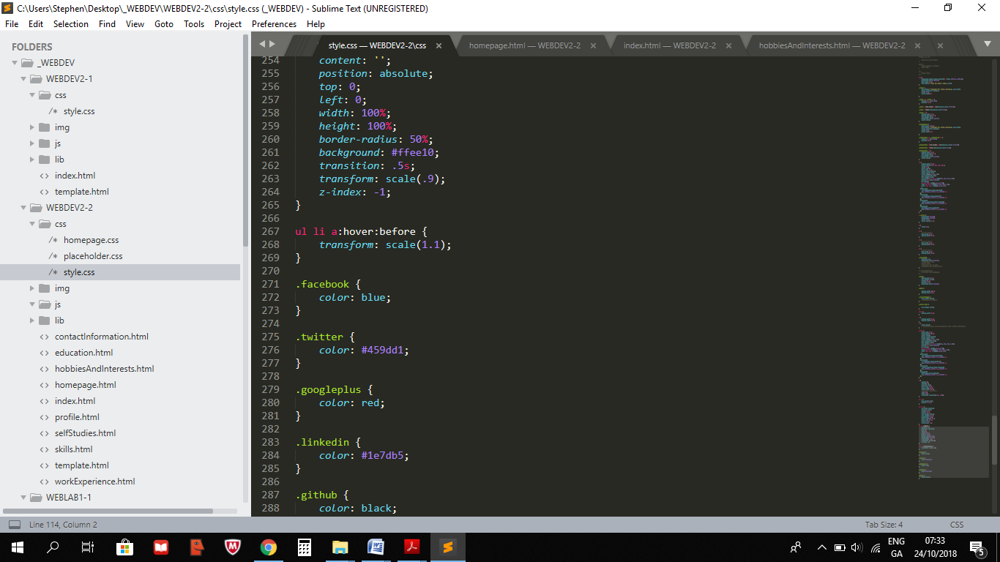 C:\Users\Stephen\Desktop\_WEBDEV\WEBDEV2-2\css\style.css (_WEBDEV) - Sublime Text (UNREGISTERED)
File Edit Selection Find View Goto Tools Project Preferences Help
FOLDERS
_WEBDEV
WEBDEV2-1
css
/* style.css
img
js
lib
<> index.html
<> template.html
WEBDEV2-2
css
/* homepage.css
/* placeholder.css
/* style.css
img
js
lib
<> contactInformation.html
<> education.html
<> hobbiesAndInterests.html
<> homepage.html
<> index.html
<> profile.html
<> selfStudies.html
<> skills.html
<> template.html
<> workExperience.html
WEBLAB1-1
style.css — WEBDEV2-2\css × homepage.html — WEBDEV2-2 × index.html — WEBDEV2-2 × hobbiesAndInterests.html — WEBDEV2-2 × ×
254 content: '';
255 position: absolute;
256 top: 0;
257 left: 0;
258 width: 100%;
259 height: 100%;
260 border-radius: 50%;
261 background: #ffee10;
262 transition: .5s;
263 transform: scale(.9);
264 z-index: -1;
265 }
266
267 ul li a:hover:before {
268 transform: scale(1.1);
269 }
270
271 .facebook {
272 color: blue;
273 }
274
275 .twitter {
276 color: #459dd1;
277 }
278
279 .googleplus {
280 color: red;
281 }
282
283 .linkedin {
284 color: #1e7db5;
285 }
286
287 .github {
288 color: black;
Line 114, Column 2 Tab Size: 4 CSS
ENG
GA
07:33
24/10/2018
5